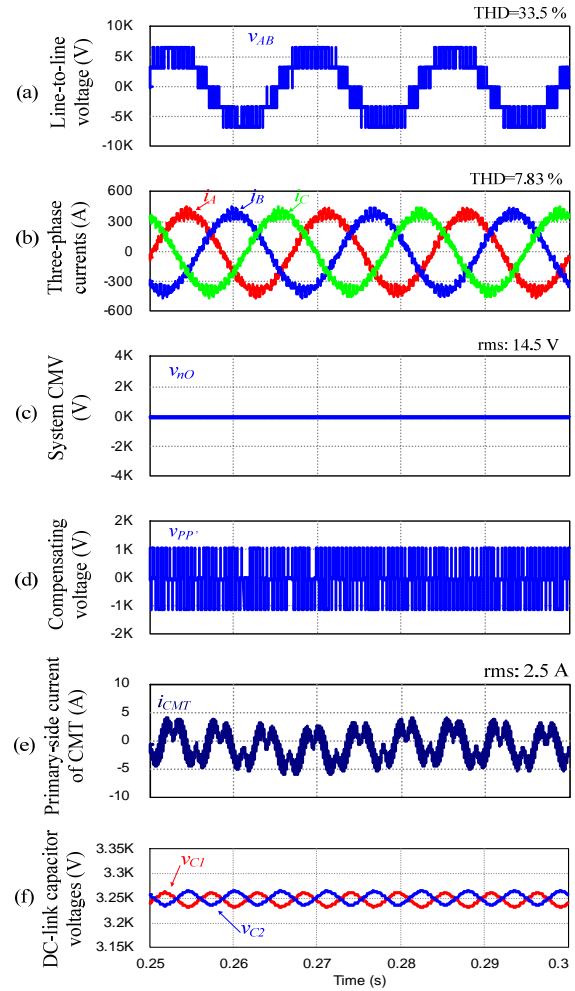 THD=33.5 %
(a)
Line-to-line
voltage (V)
10K
5K
0K
-5K
-10K
vAB
THD=7.83 %
(b)
Three-phase
currents (A)
600
300
0
-300
-600
iA
iB
iC
rms: 14.5 V
(c)
System CMV
(V)
4K
2K
0K
-2K
-4K
vnO
(d)
Compensating
voltage (V)
2K
1K
0K
-1K
-2K
vPP'
rms: 2.5 A
(e)
Primary-side current
of CMT (A)
10
5
0
-5
-10
iCMT
(f)
DC-link capacitor
voltages (V)
3.35K
3.3K
3.25K
3.2K
3.15K
vC1
vC2
0.25
0.26
0.27
0.28
0.29
0.3
Time (s)